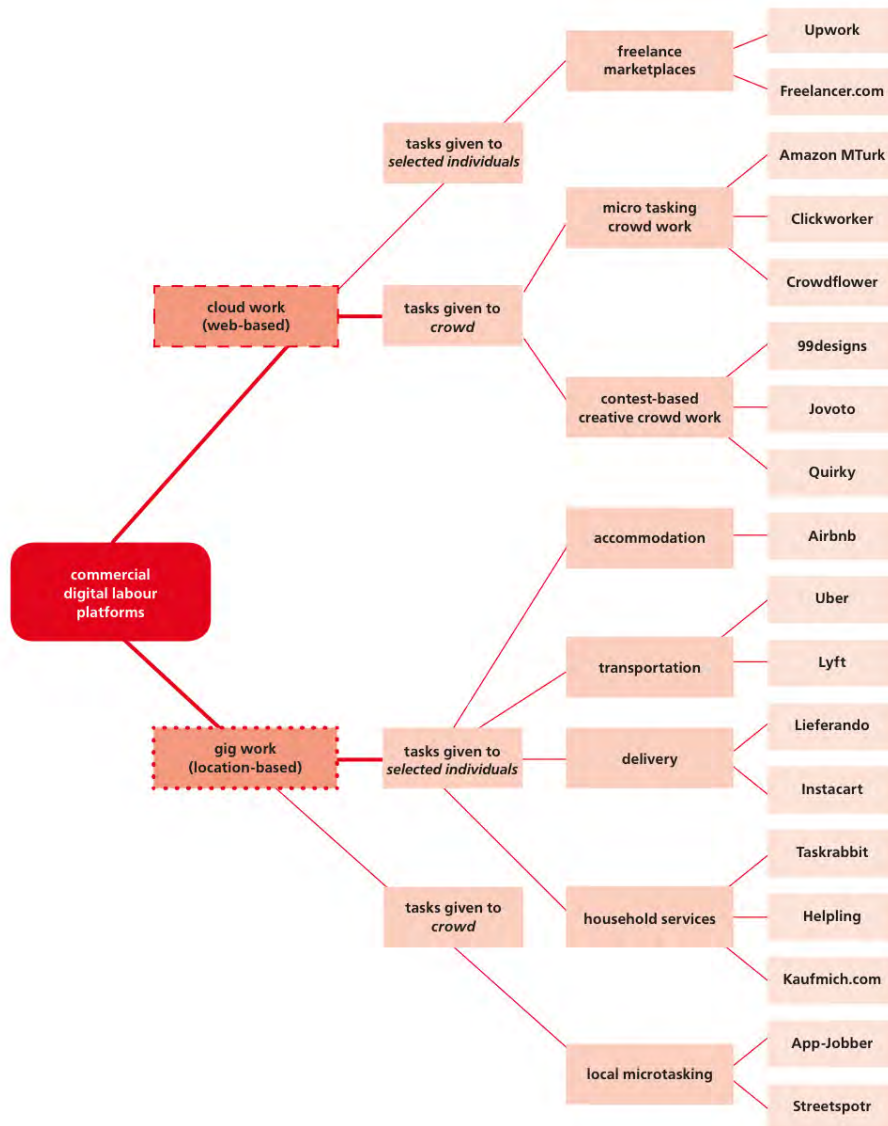 commercial
digital labour
platforms
cloud work
(web-based)
tasks given to
selected individuals
freelance
marketplaces
Upwork
Freelancer.com
tasks given to
crowd
micro tasking
crowd work
Amazon MTurk
Clickworker
Crowdflower
contest-based
creative crowd work
99designs
Jovoto
Quirky
gig work
(location-based)
tasks given to
selected individuals
accommodation
Airbnb
transportation
Uber
Lyft
delivery
Lieferando
Instacart
household services
Taskrabbit
Helpling
Kaufmich.com
tasks given to
crowd
local microtasking
App-Jobber
Streetspotr